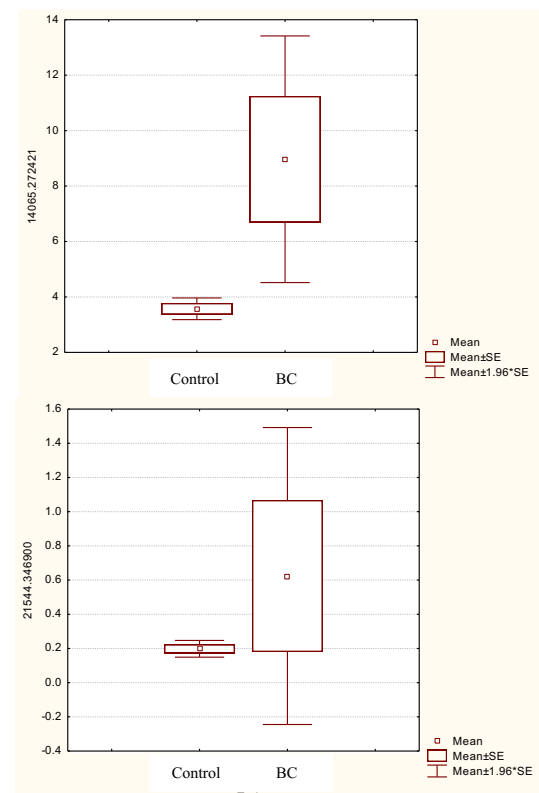 14
12
10
8
6
4
2
14065.272421
Control BC
Mean
Mean±SE
Mean±1.96*SE
1.6
1.4
1.2
1.0
0.8
0.6
0.4
0.2
0.0
-0.2
-0.4
21544.346900
Control BC
Mean
Mean±SE
Mean±1.96*SE